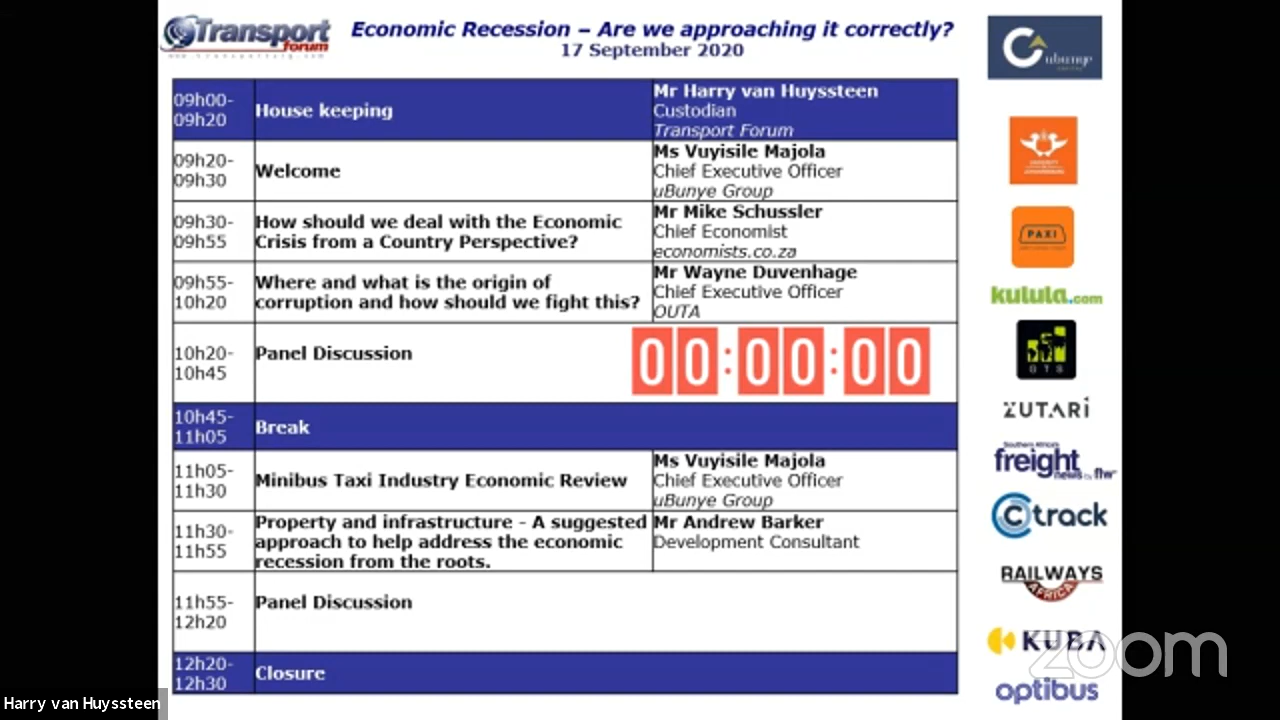 Transport
forum
Economic Recession – Are we approaching it correctly?
17 September 2020
ubunye
09h00-
09h20
House keeping
Mr Harry van Huyssteen
Custodian
Transport Forum
09h20-
09h30
Welcome
Ms Vuyisile Majola
Chief Executive Officer
uBunye Group
09h30-
09h55
How should we deal with the Economic
Crisis from a Country Perspective?
Mr Mike Schussler
Chief Economist
economists.co.za
09h55-
10h20
Where and what is the origin of
corruption and how should we fight this?
Mr Wayne Duvenhage
Chief Executive Officer
OUTA
10h20-
10h45
Panel Discussion
00:00:00
10h45-
11h05
Break
11h05-
11h30
Minibus Taxi Industry Economic Review
Ms Vuyisile Majola
Chief Executive Officer
uBunye Group
11h30-
11h55
Property and infrastructure - A suggested
approach to help address the economic
recession from the roots.
Mr Andrew Barker
Development Consultant
11h55-
12h20
Panel Discussion
12h20-
12h30
Closure
PAXI
kulula.com
GTS
ZUTARI
Southern Africa's
freight
news by ftw
Ctrack
RAILWAYS
AFRICA
KUBA
optibus
zoom
Harry van Huyssteen